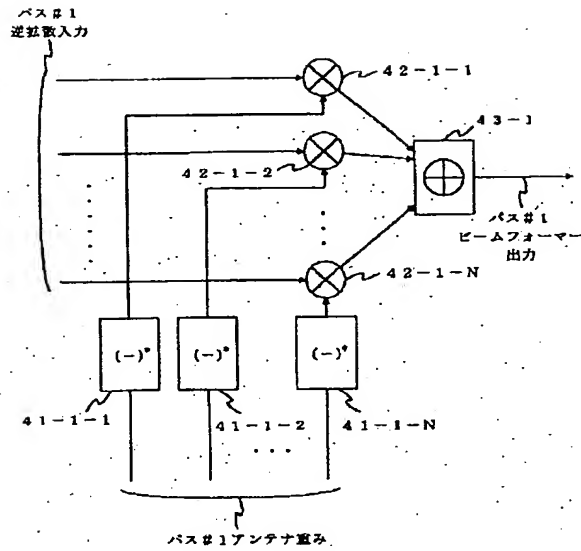 パス#1
逆拡散入力
42-1-1
43-1
42-1-2
パス#1
ビームフォーマー
出力
42-1-N
(-)*
(-)*
(-)*
41-1-1
41-1-2
41-1-N
パス#1アンテナ重み